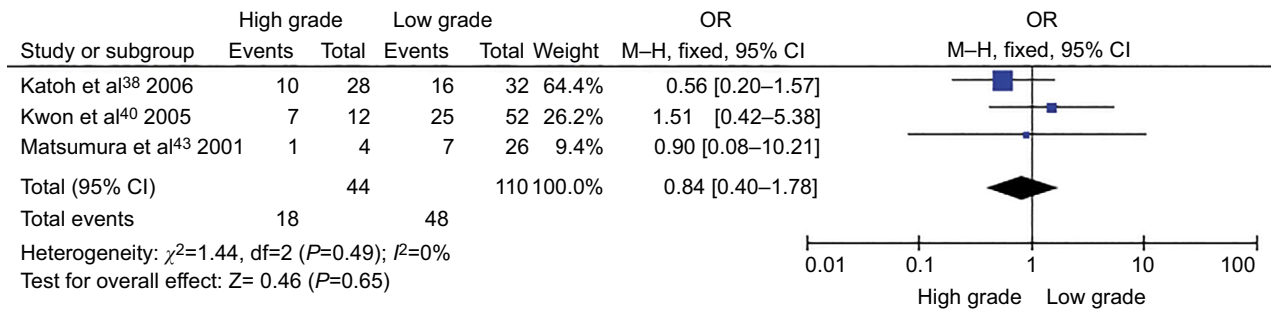 High grade Low grade OR OR
Study or subgroup Events Total Events Total Weight M–H, fixed, 95% CI M–H, fixed, 95% CI
Katoh et al38 2006 10 28 16 32 64.4% 0.56 [0.20–1.57]
Kwon et al40 2005 7 12 25 52 26.2% 1.51 [0.42–5.38]
Matsumura et al43 2001 1 4 7 26 9.4% 0.90 [0.08–10.21]
Total (95% CI) 44 110 100.0% 0.84 [0.40–1.78]
Total events 18 48
Heterogeneity: χ2=1.44, df=2 (P=0.49); I2=0%
Test for overall effect: Z= 0.46 (P=0.65)
0.01 0.1 1 10 100
High grade Low grade